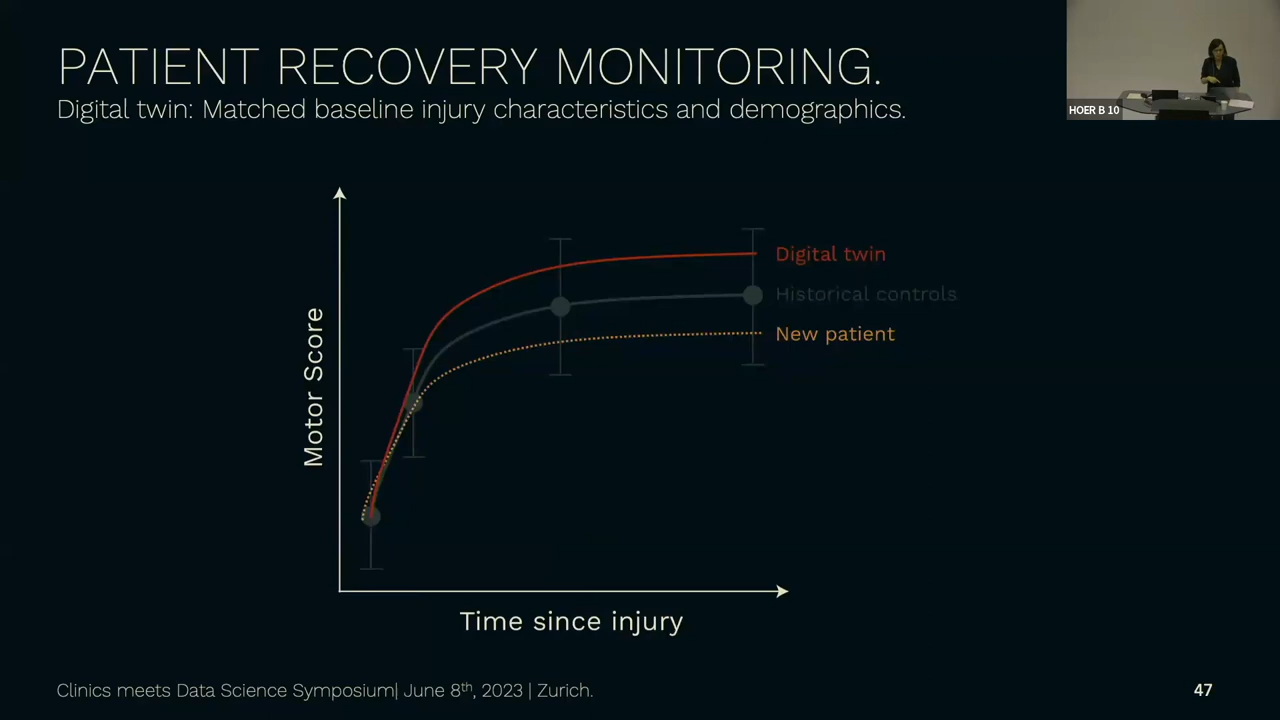 PATIENT RECOVERY MONITORING.
Digital twin: Matched baseline injury characteristics and demographics.
HOER B 10
Digital twin
Historical controls
New patient
Motor Score
Time since injury
Clinics meets Data Science Symposium| June 8th, 2023 | Zurich.
47